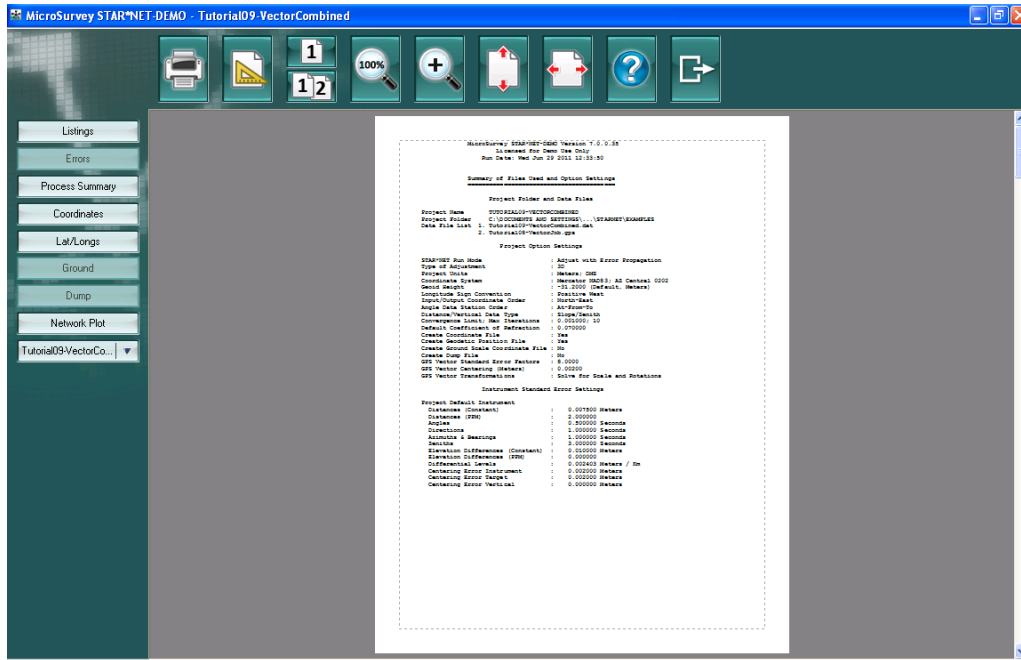 MicroSurvey STAR*NET-DEMO - Tutorial09-VectorCombined
1
1 2
100%
Listings
Errors
Process Summary
Coordinates
Lat/Longs
Ground
Dump
Network Plot
Tutorial09-VectorCo...
MicroSurvey STAR*NET-DEMO Version 7.0.0.35
Licensed for Demo Use Only
Run Date: Wed Jun 29 2011 12:33:50
Summary of Files Used and Option Settings
Project Folder and Data Files
Project Name TUTORIAL09-VECTORCOMBINED
Project Folder C:\DOCUMENTS AND SETTINGS\...\STARNET\EXAMPLES
Data File List 1. Tutorial09-VectorCombined.dat
2. Tutorial08-VectorJob.gps
Project Option Settings
STAR*NET Run Mode : Adjust with Error Propagation
Type of Adjustment : 3D
Project Units : Meters; DMS
Coordinate System : Mercator NAD83; AZ Central 0202
Geoid Height : -31.2000 (Default, Meters)
Longitude Sign Convention : Positive West
Input/Output Coordinate Order : North-East
Angle Data Station Order : At-From-To
Distance/Vertical Data Type : Slope/Zenith
Convergence Limit; Max Iterations : 0.001000; 10
Default Coefficient of Refraction : 0.070000
Create Coordinate File : Yes
Create Geodetic Position File : Yes
Create Ground Scale Coordinate File : No
Create Dump File : No
GPS Vector Standard Error Factors : 8.0000
GPS Vector Centering (Meters) : 0.00200
GPS Vector Transformations : Solve for Scale and Rotations
Instrument Standard Error Settings
Project Default Instrument
Distances (Constant) : 0.007500 Meters
Distances (PPM) : 2.000000
Angles : 0.500000 Seconds
Directions : 1.000000 Seconds
Azimuths & Bearings : 1.000000 Seconds
Zeniths : 3.000000 Seconds
Elevation Differences (Constant) : 0.010000 Meters
Elevation Differences (PPM) : 0.000000
Differential Levels : 0.002403 Meters / Km
Centering Error Instrument : 0.002000 Meters
Centering Error Target : 0.002000 Meters
Centering Error Vertical : 0.000000 Meters